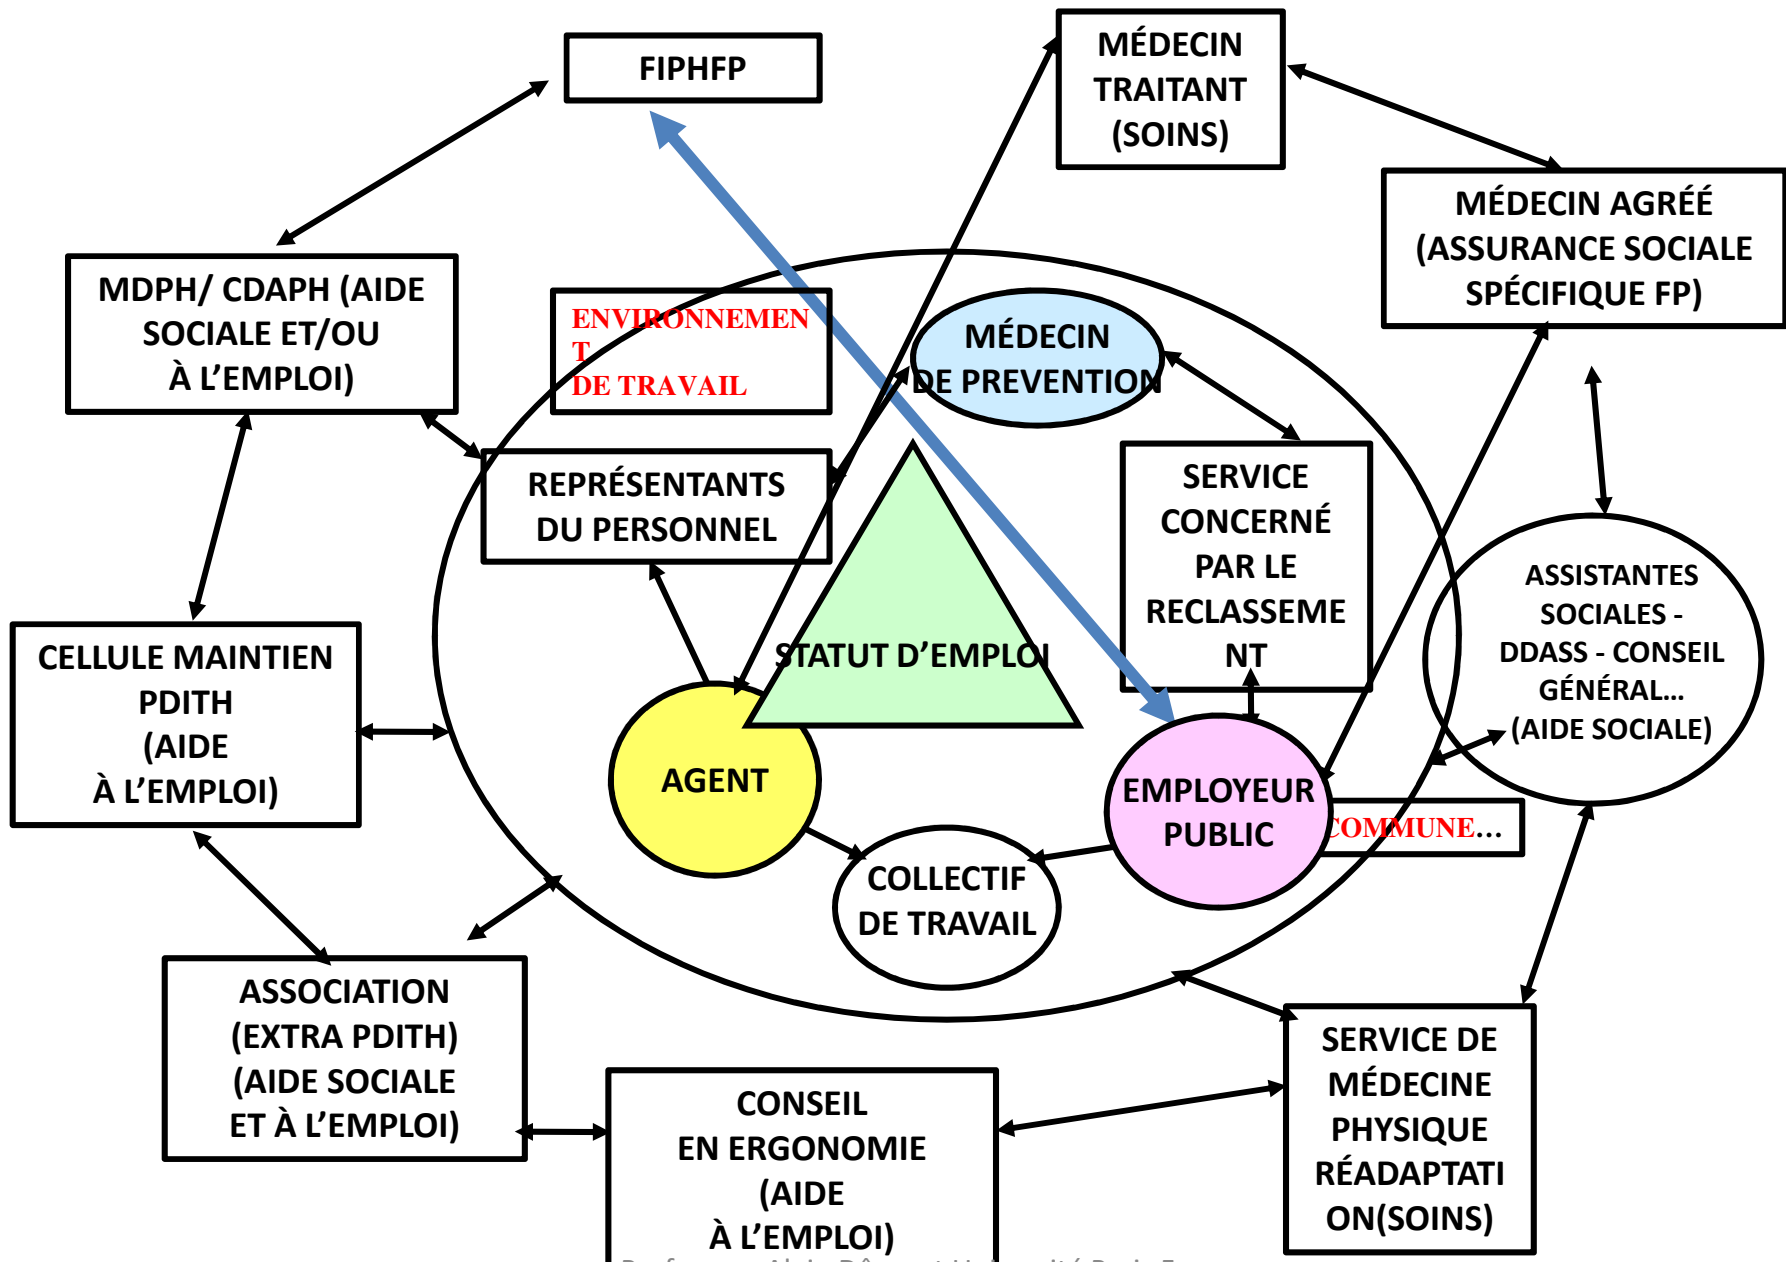 FIPHFP
MÉDECIN
TRAITANT
(SOINS)
MÉDECIN AGRÉÉ
(ASSURANCE SOCIALE
SPÉCIFIQUE FP)
MDPH/ CDAPH (AIDE
SOCIALE ET/OU
À L’EMPLOI)
ENVIRONNEMEN
T
DE TRAVAIL
MÉDECIN
DE PREVENTION
REPRÉSENTANTS
DU PERSONNEL
SERVICE
CONCERNÉ
PAR LE
RECLASSEME
NT
STATUT D’EMPLOI
ASSISTANTES
SOCIALES -
DDASS - CONSEIL
GÉNÉRAL...
(AIDE SOCIALE)
CELLULE MAINTIEN
PDITH
(AIDE
À L’EMPLOI)
AGENT
EMPLOYEUR
PUBLIC
COMMUNE...
COLLECTIF
DE TRAVAIL
ASSOCIATION
(EXTRA PDITH)
(AIDE SOCIALE
ET À L’EMPLOI)
CONSEIL
EN ERGONOMIE
(AIDE
À L’EMPLOI)
SERVICE DE
MÉDECINE
PHYSIQUE
RÉADAPTATI
ON(SOINS)